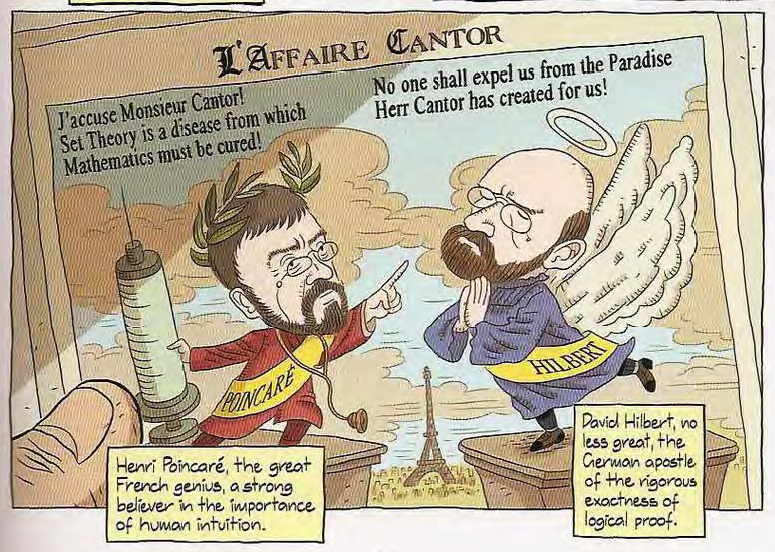 L'AFFAIRE CANTOR
J'accuse Monsieur Cantor!
Set Theory is a disease from which
Mathematics must be cured!
No one shall expel us from the Paradise
Herr Cantor has created for us!
POINCARÉ
HILBERT
Henri Poincaré, the great
French genius, a strong
believer in the importance
of human intuition.
David Hilbert, no
less great, the
German apostle
of the rigorous
exactness of
logical proof.